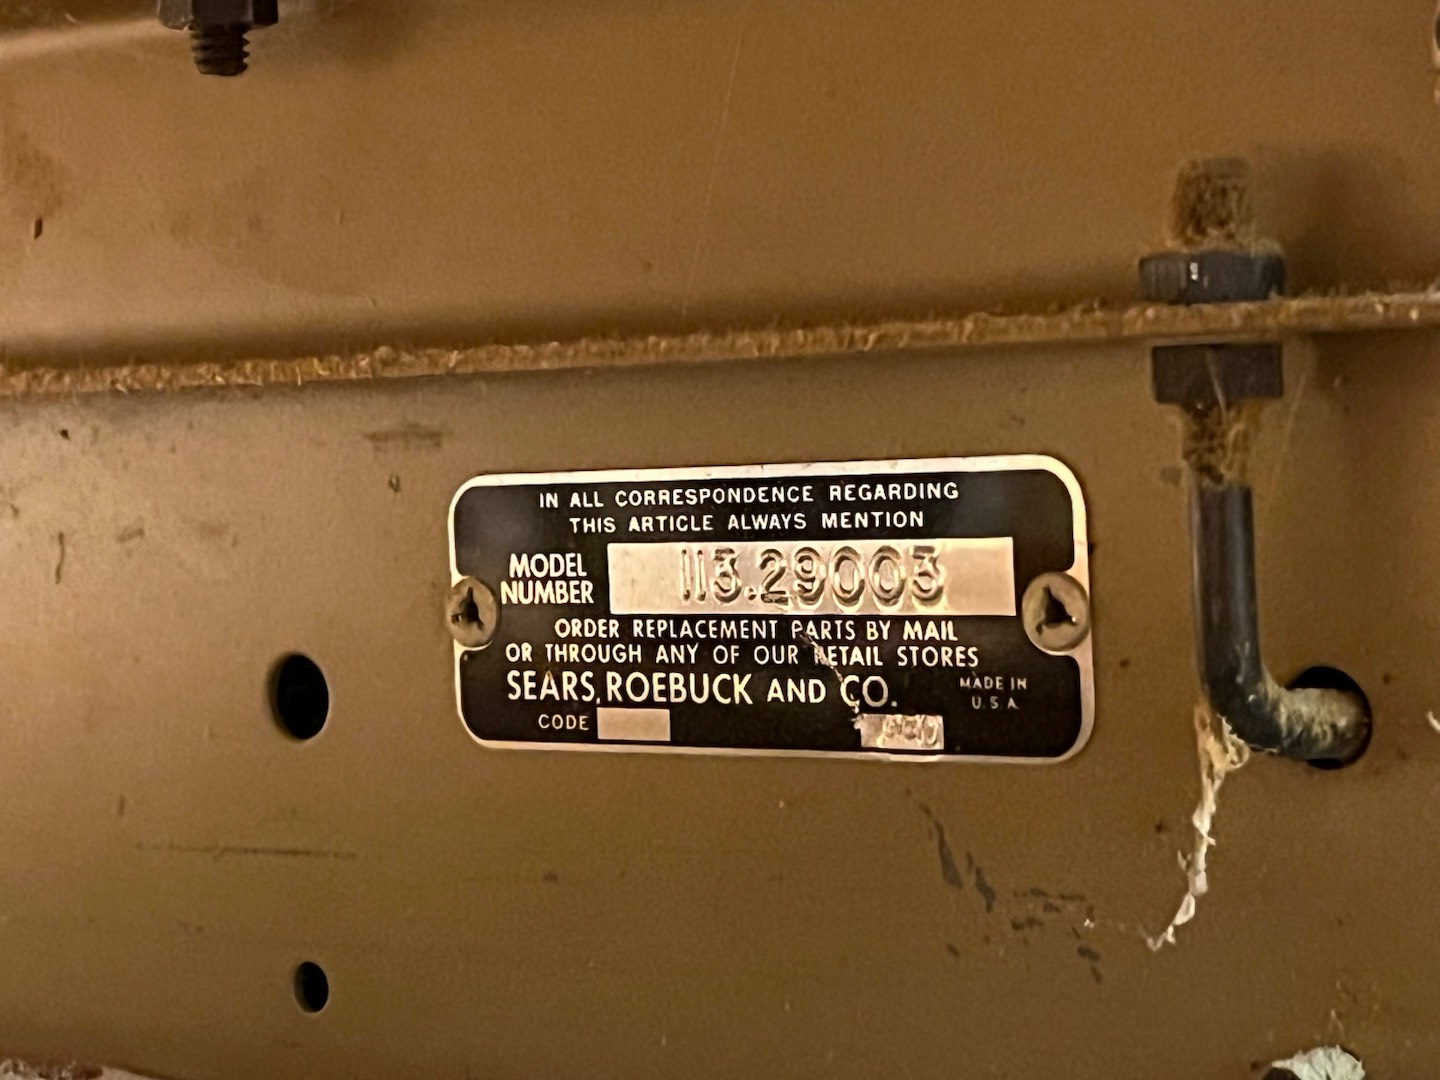 IN ALL CORRESPONDENCE REGARDING
THIS ARTICLE ALWAYS MENTION
MODEL NUMBER 113.29003
ORDER REPLACEMENT PARTS BY MAIL
OR THROUGH ANY OF OUR RETAIL STORES
SEARS, ROEBUCK AND CO.
MADE IN
U.S.A.
CODE